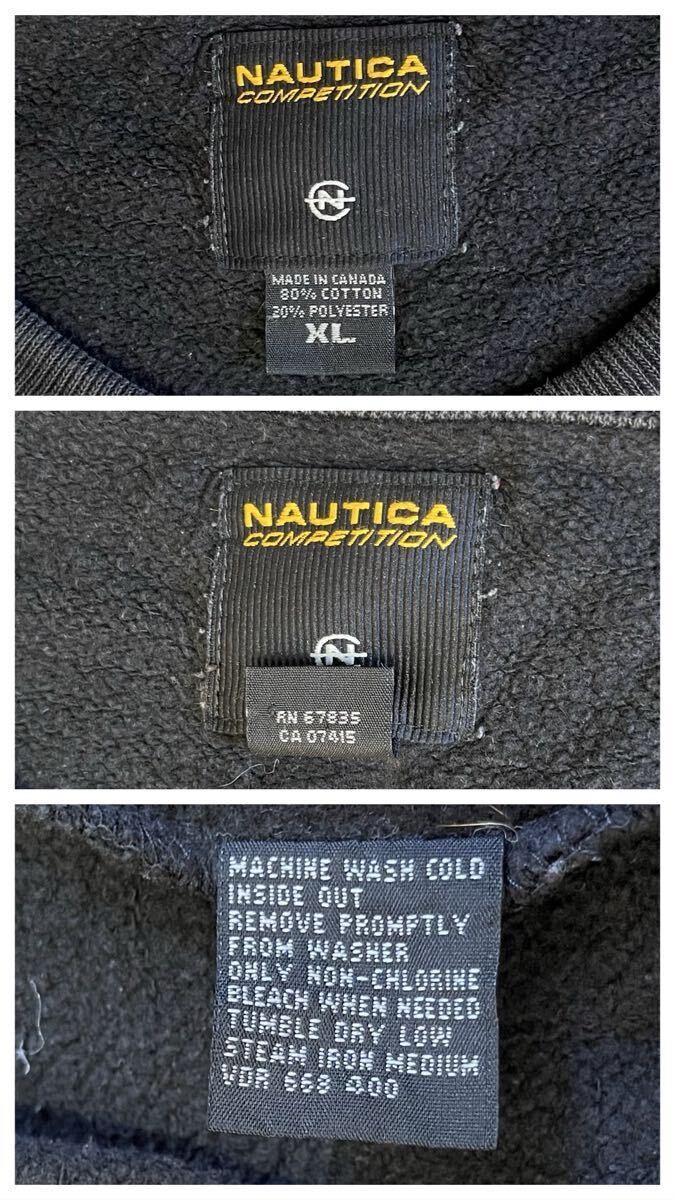 NAUTICA
COMPETITION
N
MADE IN CANADA
80% COTTON
20% POLYESTER
XL
NAUTICA
COMPETITION
N
RN 67835
CA 07415
MACHINE WASH COLD
INSIDE OUT
REMOVE PROMPTLY
FROM WASHER
ONLY NON-CHLORINE
BLEACH WHEN NEEDED
TUMBLE DRY LOW
STEAM IRON MEDIUM
VDR 668 400